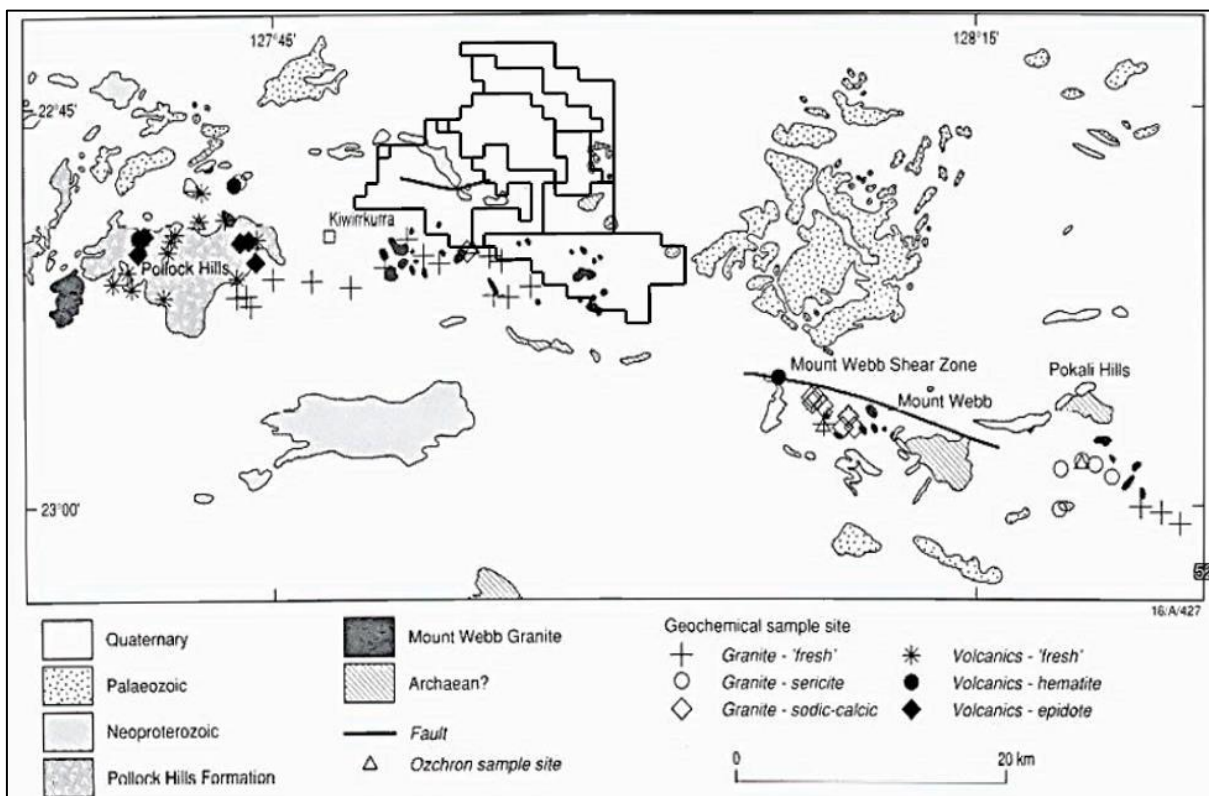 127°45'
128°15'
22°45'
Kiwirrkurra
Pollock Hills
Mount Webb Shear Zone
Pokali Hills
Mount Webb
23°00'
52
16/A/427
Quaternary
Palaeozoic
Neoproterozoic
Pollock Hills Formation
Mount Webb Granite
Archaean?
Fault
Ozchron sample site
Geochemical sample site
Granite - 'fresh'
Granite - sericite
Granite - sodic-calcic
Volcanics - 'fresh'
Volcanics - hematite
Volcanics - epidote
0
20 km